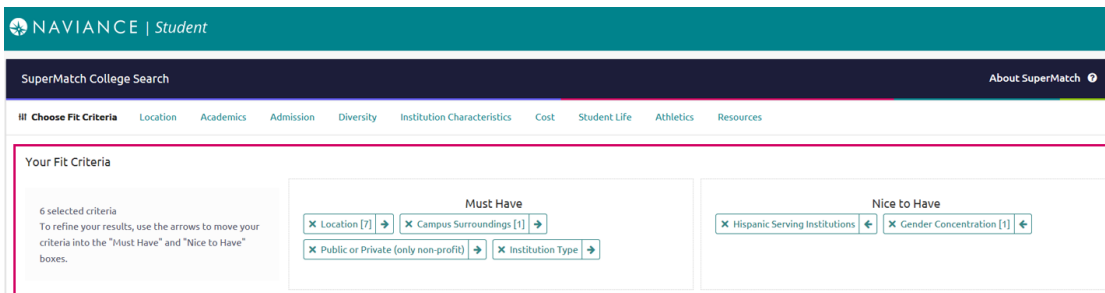 NAVIANCE | Student
SuperMatch College Search
About SuperMatch ?
Choose Fit Criteria Location Academics Admission Diversity Institution Characteristics Cost Student Life Athletics Resources
Your Fit Criteria
6 selected criteria
To refine your results, use the arrows to move your
criteria into the "Must Have" and "Nice to Have"
boxes.
Must Have
× Location [7] → × Campus Surroundings [1] →
× Public or Private (only non-profit) → × Institution Type →
Nice to Have
× Hispanic Serving Institutions ← × Gender Concentration [1] ←